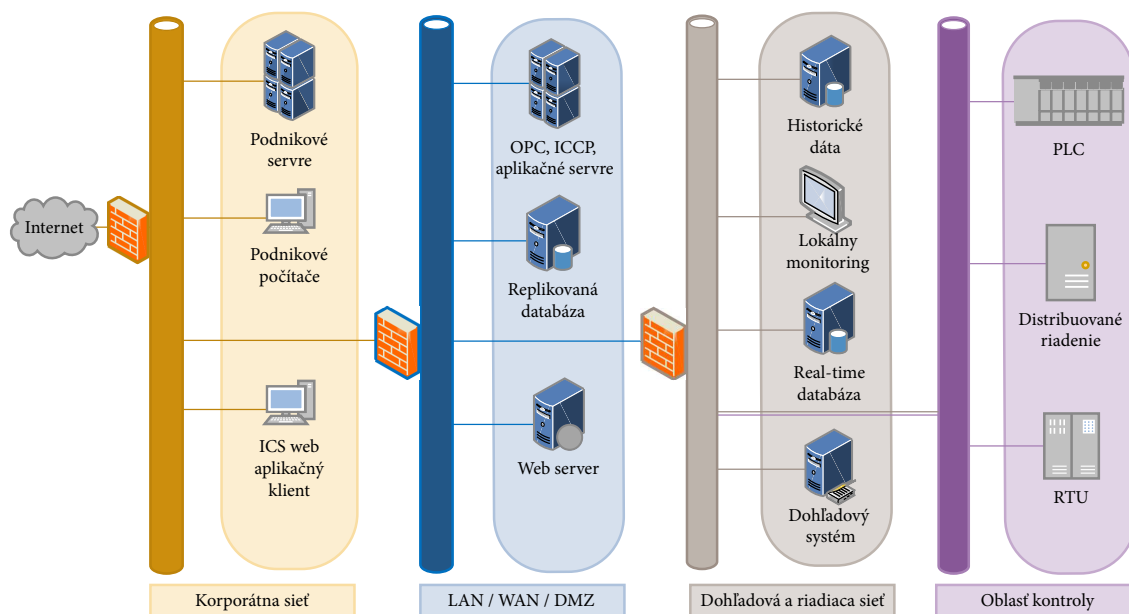 Internet
Podnikové
servre
Podnikové
počítače
ICS web
aplikačný
klient
Korporátna sieť
OPC, ICCP,
aplikačné servre
Replikovaná
databáza
Web server
LAN / WAN / DMZ
Historické
dáta
Lokálny
monitoring
Real-time
databáza
Dohľadový
systém
Dohľadová a riadiaca sieť
PLC
Distribuované
riadenie
RTU
Oblasť kontroly